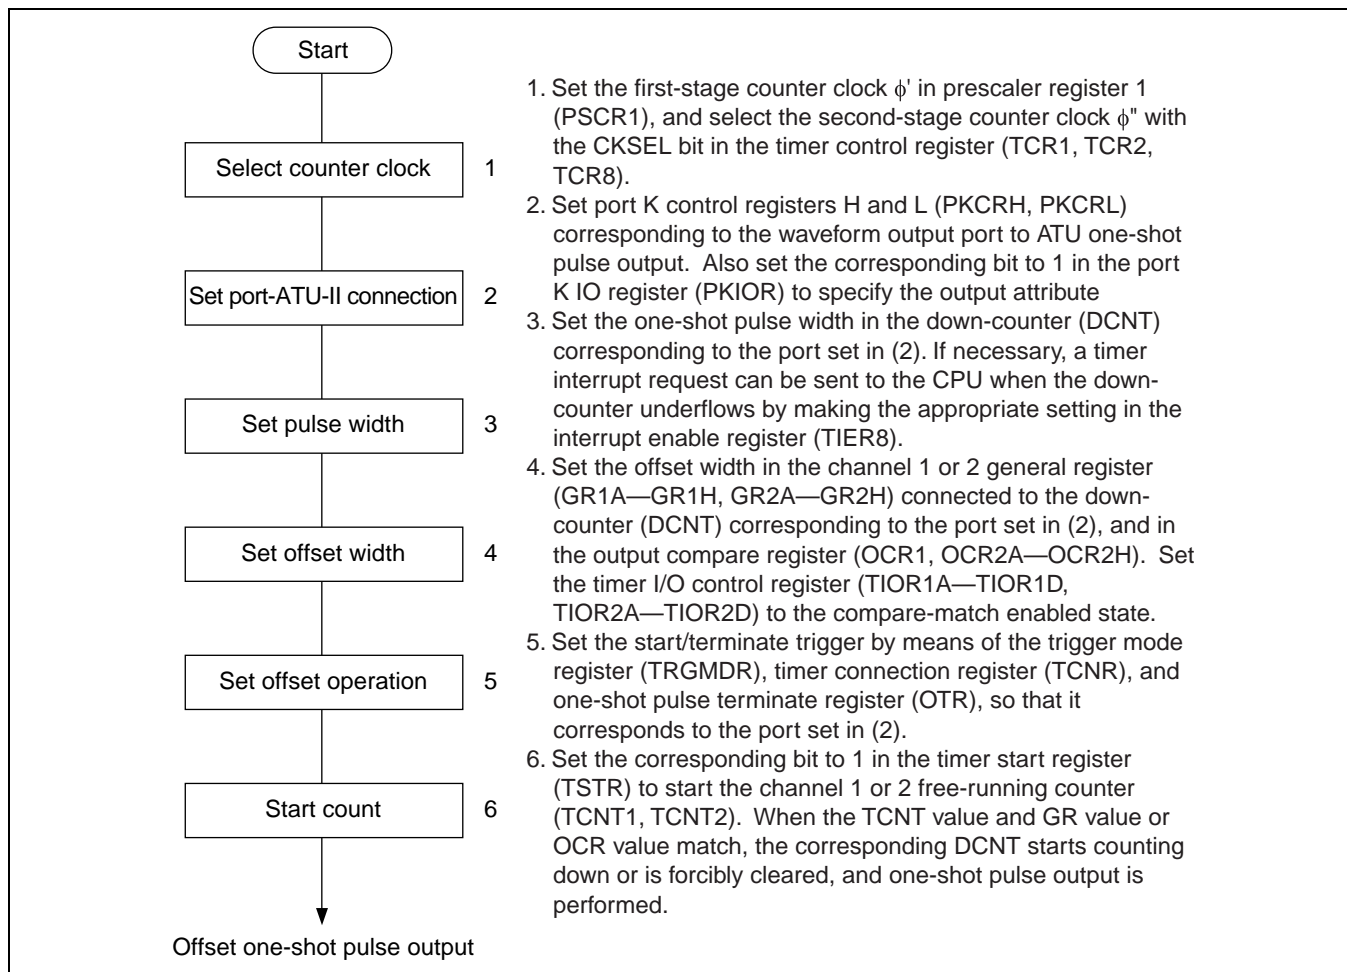 Start
Select counter clock 1
Set port-ATU-II connection 2
Set pulse width 3
Set offset width 4
Set offset operation 5
Start count 6
Offset one-shot pulse output
1. Set the first-stage counter clock ϕ' in prescaler register 1
(PSCR1), and select the second-stage counter clock ϕ" with
the CKSEL bit in the timer control register (TCR1, TCR2,
TCR8).
2. Set port K control registers H and L (PKCRH, PKCRL)
corresponding to the waveform output port to ATU one-shot
pulse output.  Also set the corresponding bit to 1 in the port
K IO register (PKIOR) to specify the output attribute
3. Set the one-shot pulse width in the down-counter (DCNT)
corresponding to the port set in (2). If necessary, a timer
interrupt request can be sent to the CPU when the down-
counter underflows by making the appropriate setting in the
interrupt enable register (TIER8).
4. Set the offset width in the channel 1 or 2 general register
(GR1A—GR1H, GR2A—GR2H) connected to the down-
counter (DCNT) corresponding to the port set in (2), and in
the output compare register (OCR1, OCR2A—OCR2H).  Set
the timer I/O control register (TIOR1A—TIOR1D,
TIOR2A—TIOR2D) to the compare-match enabled state.
5. Set the start/terminate trigger by means of the trigger mode
register (TRGMDR), timer connection register (TCNR), and
one-shot pulse terminate register (OTR), so that it
corresponds to the port set in (2).
6. Set the corresponding bit to 1 in the timer start register
(TSTR) to start the channel 1 or 2 free-running counter
(TCNT1, TCNT2).  When the TCNT value and GR value or
OCR value match, the corresponding DCNT starts counting
down or is forcibly cleared, and one-shot pulse output is
performed.